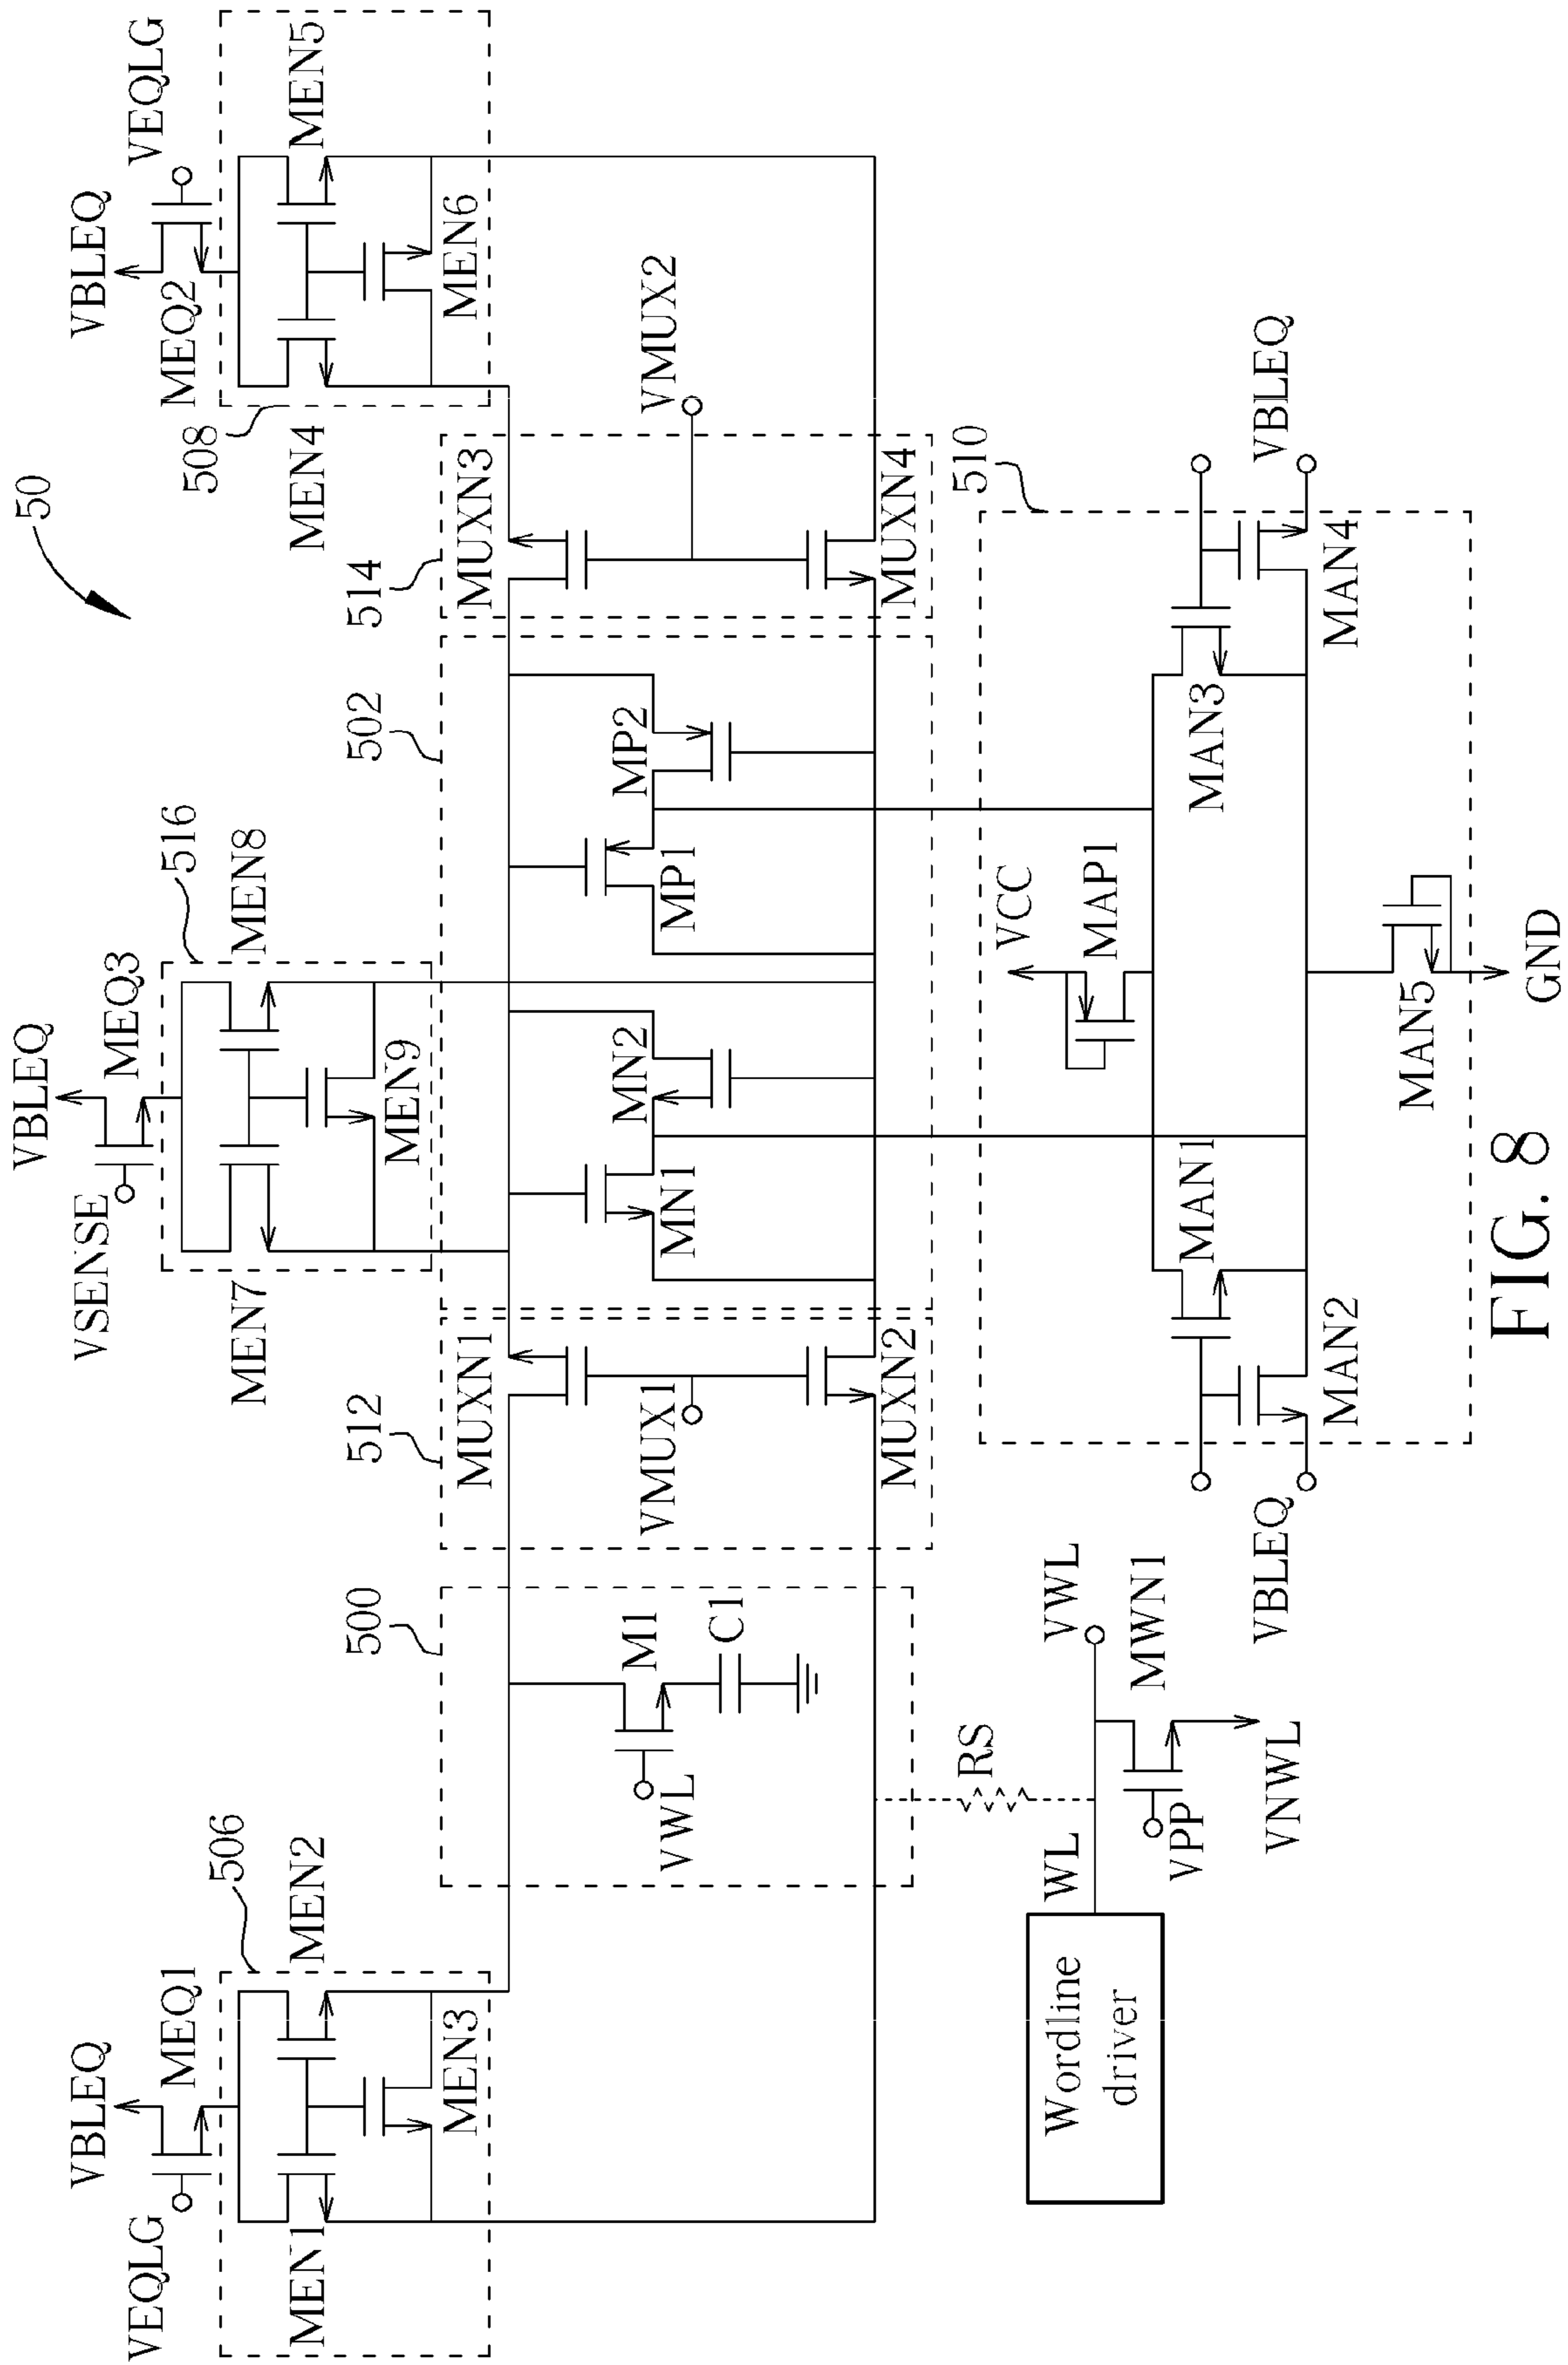 50
VBLEQ
VSENSE
MEQ3
516
MEN7
MEN8
MEN9
VBLEQ
VEQLG
MEQ1
506
MEN1
MEN2
MEN3
VBLEQ
MEQ2
VEQLG
508
MEN4
MEN5
MEN6
500
512
502
514
MUXN1
MUXN3
VWL
M1
C1
VMUX1
MN1
MN2
MP1
MP2
VMUX2
MUXN2
MUXN4
RS
510
Wordline
driver
WL
VWL
VPP
MWN1
VNWL
VCC
MAP1
MAN1
MAN3
VBLEQ
MAN2
MAN4
VBLEQ
MAN5
GND
FIG. 8